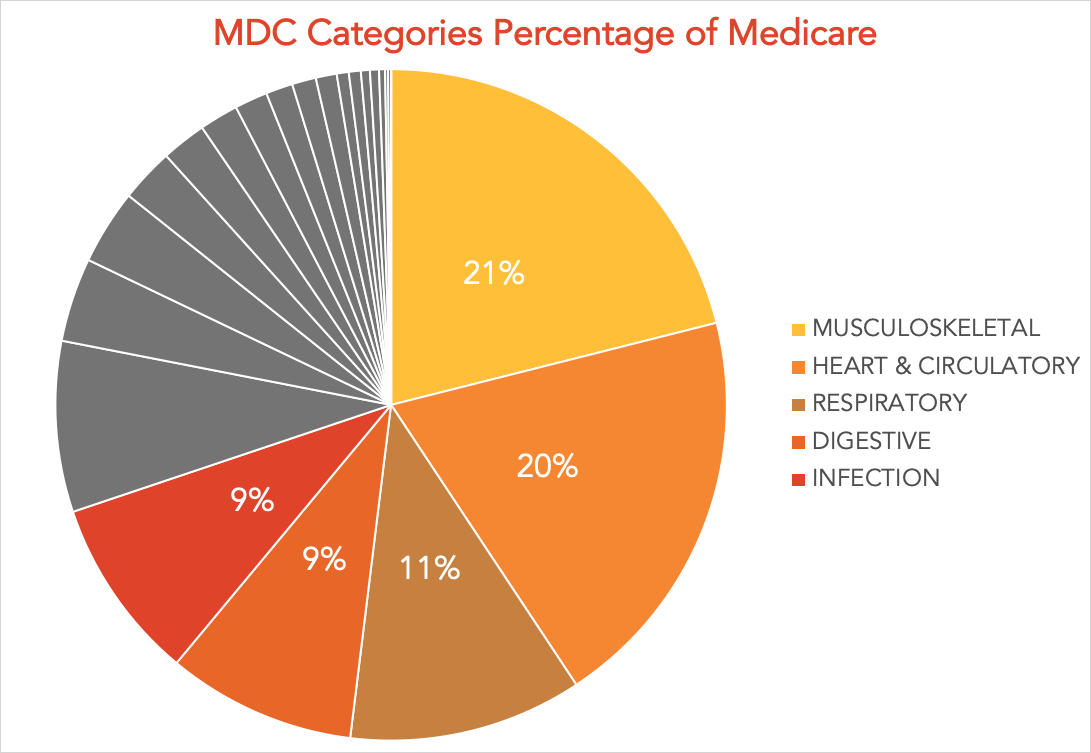 MDC Categories Percentage of Medicare
21%
20%
11%
9%
9%
MUSCULOSKELETAL
HEART & CIRCULATORY
RESPIRATORY
DIGESTIVE
INFECTION